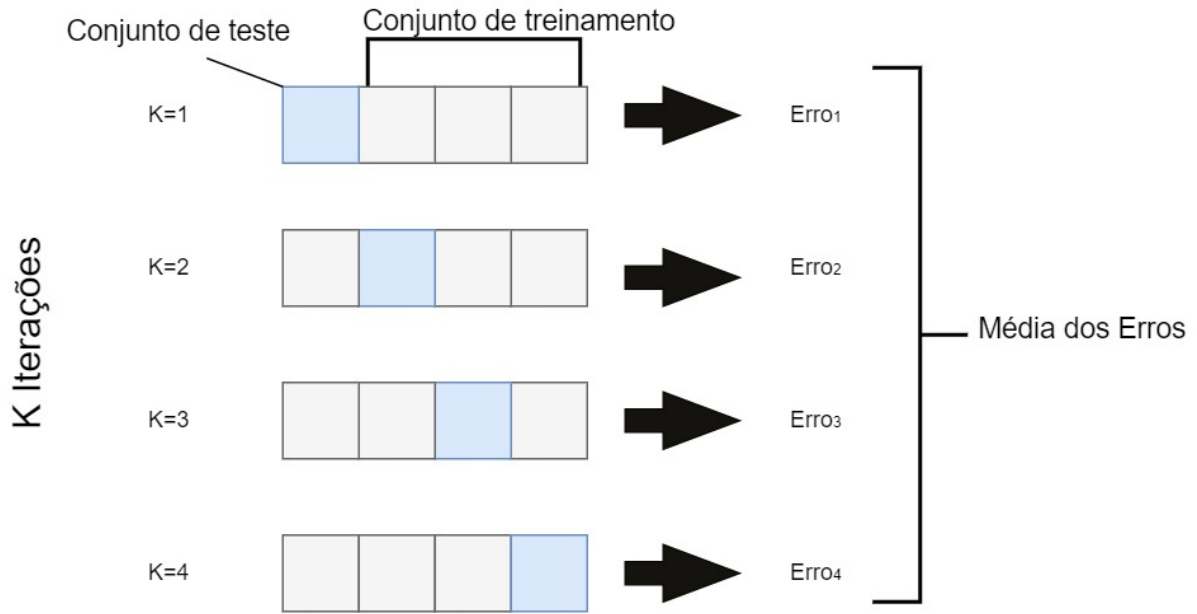 Conjunto de teste
Conjunto de treinamento
K Iterações
K=1
Erro₁
K=2
Erro₂
K=3
Erro₃
K=4
Erro₄
Média dos Erros